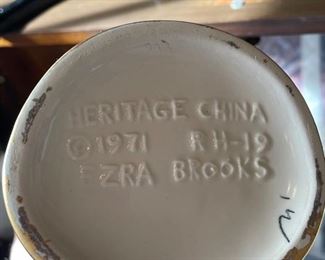 HERITAGE CHINA
© 1971 RH-19
EZRA BROOKS